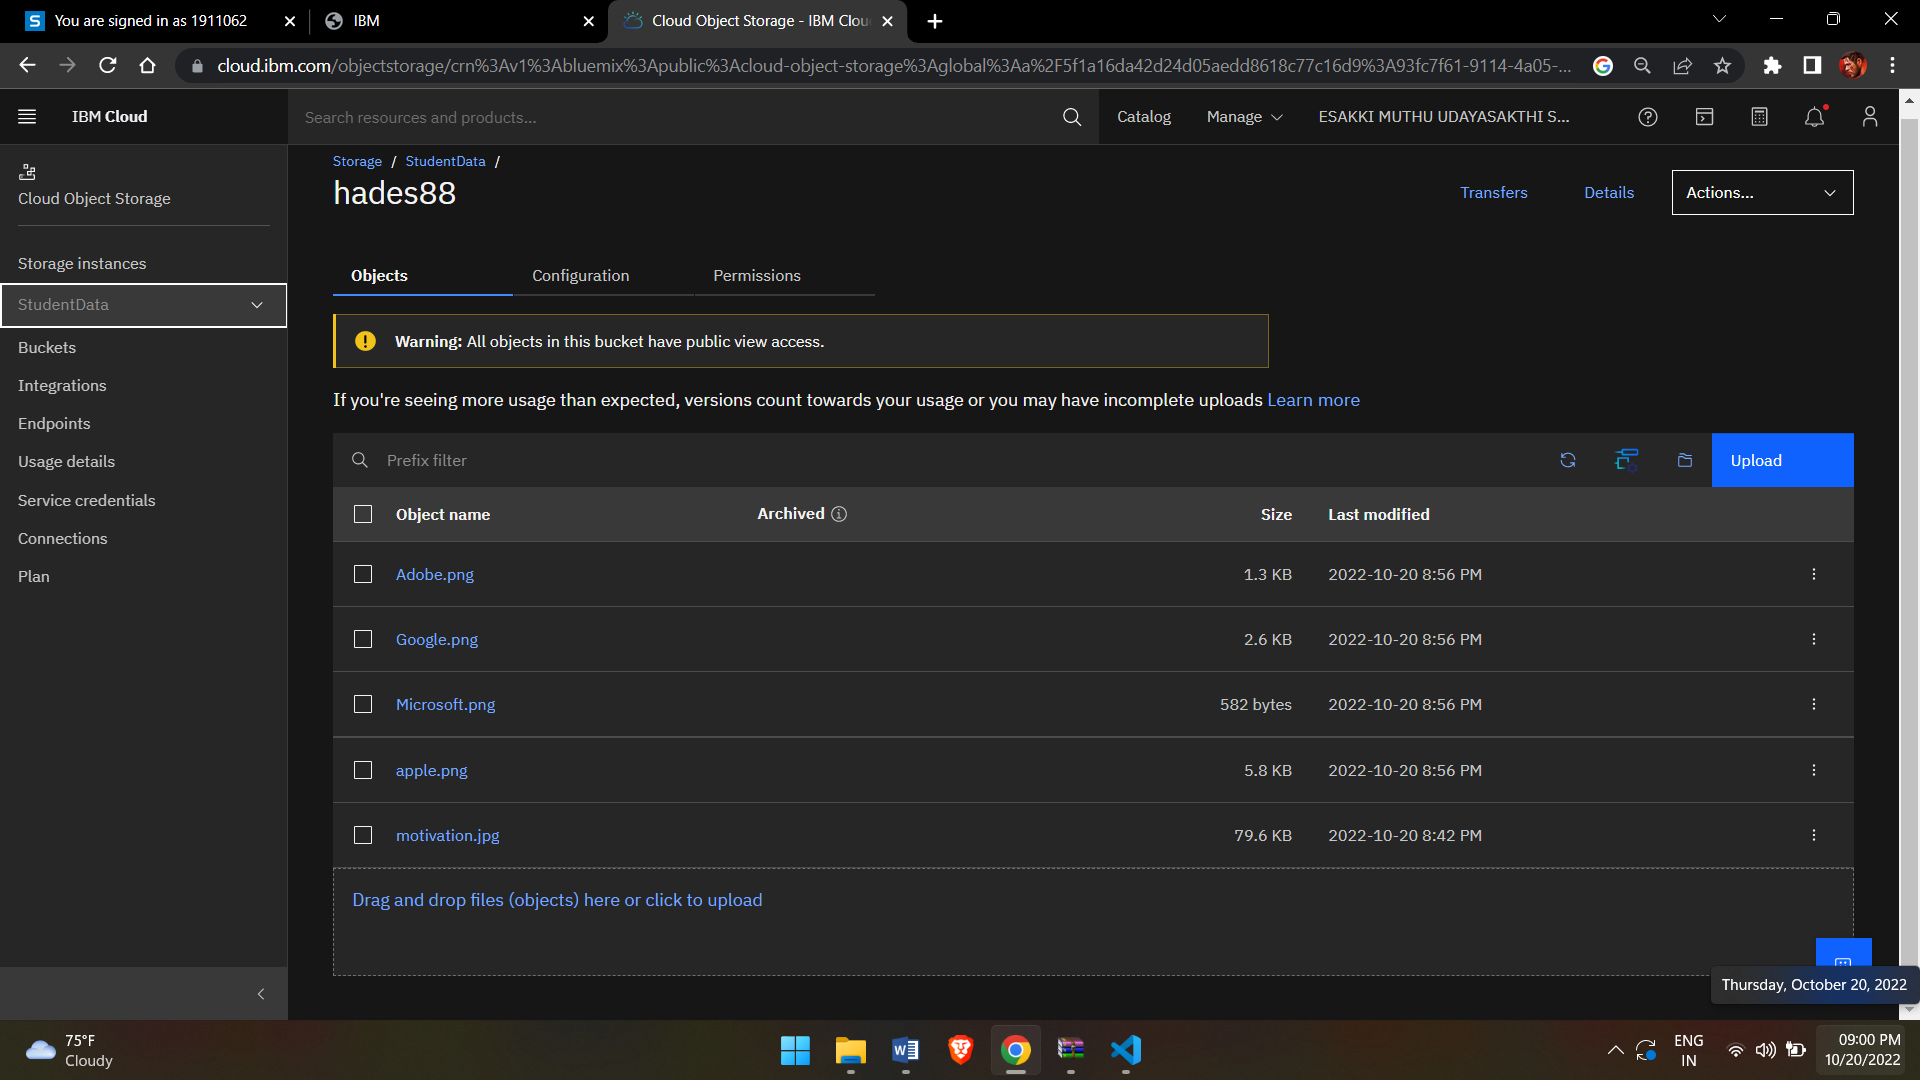 You are signed in as 1911062
IBM
Cloud Object Storage - IBM Clou
cloud.ibm.com/objectstorage/crn%3Av1%3Abluemix%3Apublic%3Acloud-object-storage%3Aglobal%3Aa%2F5f1a16da42d24d05aedd8618c77c16d9%3A93fc7f61-9114-4a05-...
IBM Cloud
Search resources and products...
Catalog
Manage
ESAKKI MUTHU UDAYASAKTHI S...
Cloud Object Storage
Storage instances
StudentData
Buckets
Integrations
Endpoints
Usage details
Service credentials
Connections
Plan
Storage / StudentData /
hades88
Transfers
Details
Actions...
Objects
Configuration
Permissions
Warning: All objects in this bucket have public view access.
If you're seeing more usage than expected, versions count towards your usage or you may have incomplete uploads Learn more
Prefix filter
Upload
Object name Archived Size Last modified
Adobe.png 1.3 KB 2022-10-20 8:56 PM
Google.png 2.6 KB 2022-10-20 8:56 PM
Microsoft.png 582 bytes 2022-10-20 8:56 PM
apple.png 5.8 KB 2022-10-20 8:56 PM
motivation.jpg 79.6 KB 2022-10-20 8:42 PM
Drag and drop files (objects) here or click to upload
Thursday, October 20, 2022
75°F
Cloudy
ENG
IN
09:00 PM
10/20/2022